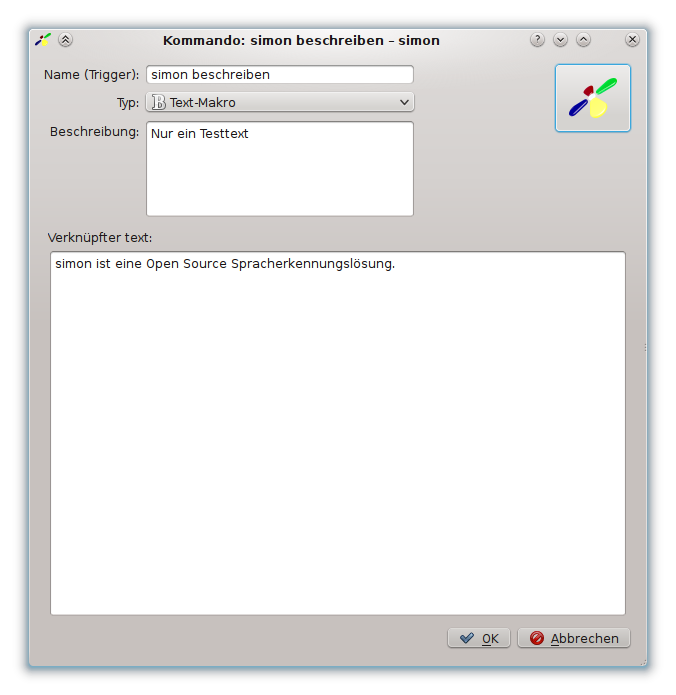 Kommando: simon beschreiben – simon
Name (Trigger): simon beschreiben
Typ: B Text-Makro
Beschreibung: Nur ein Testtext
Verknüpfter text:
simon ist eine Open Source Spracherkennungslösung.
OK Abbrechen